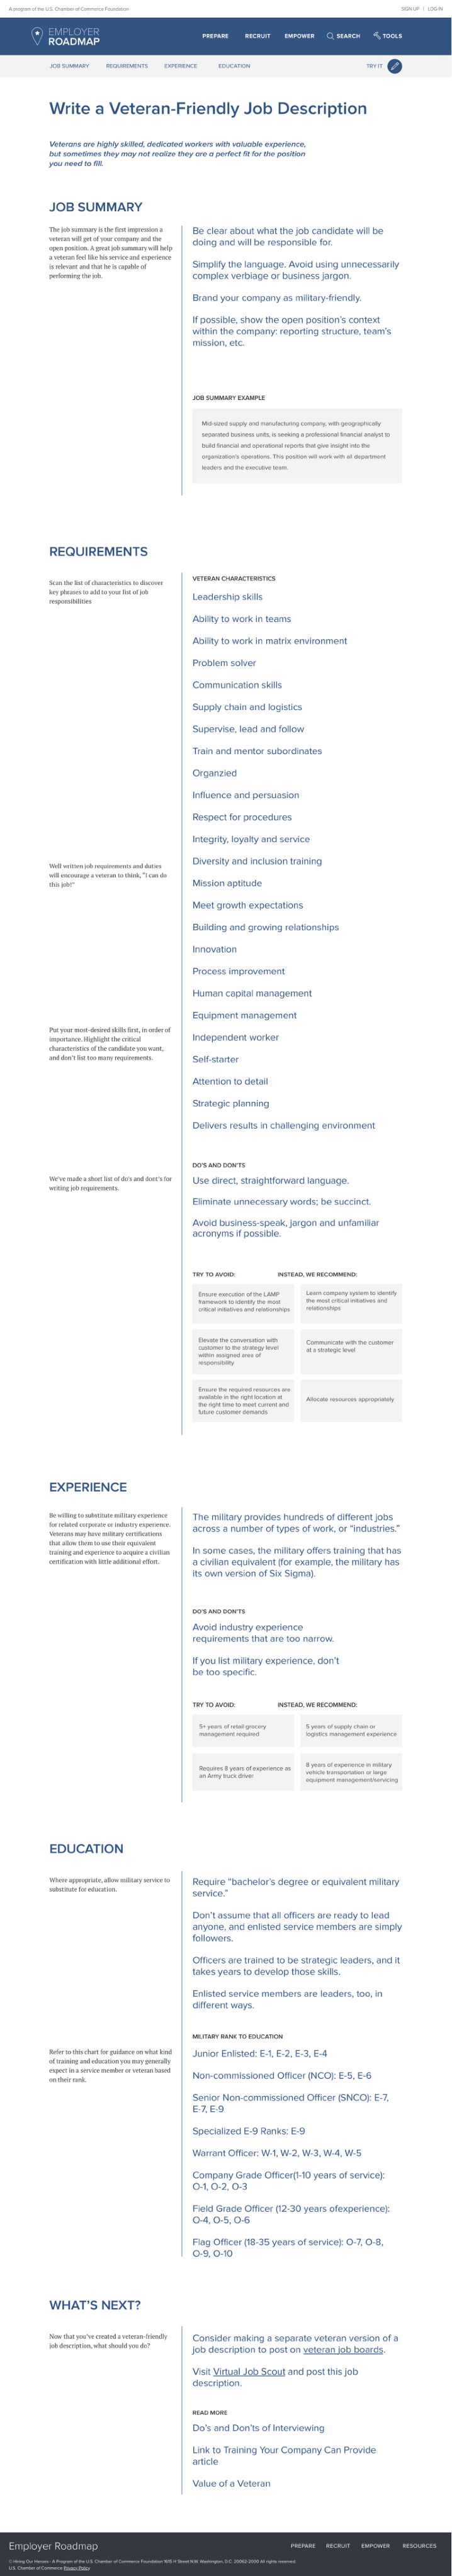 A program of the U.S. Chamber of Commerce Foundation
SIGN UP | LOG IN
EMPLOYER
ROADMAP
PREPARE RECRUIT EMPOWER SEARCH TOOLS
JOB SUMMARY REQUIREMENTS EXPERIENCE EDUCATION TRY IT
Write a Veteran-Friendly Job Description
Veterans are highly skilled, dedicated workers with valuable experience,
but sometimes they may not realize they are a perfect fit for the position
you need to fill.
JOB SUMMARY
The job summary is the first impression a
veteran will get of your company and the
open position. A great job summary will help
a veteran feel like his service and experience
is relevant and that he is capable of
performing the job.
Be clear about what the job candidate will be
doing and will be responsible for.
Simplify the language. Avoid using unnecessarily
complex verbiage or business jargon.
Brand your company as military-friendly.
If possible, show the open position's context
within the company: reporting structure, team's
mission, etc.
JOB SUMMARY EXAMPLE
Mid-sized supply and manufacturing company, with geographically
separated business units, is seeking a professional financial analyst to
build financial and operational reports that give insight into the
organization's operations. This position will work with all department
leaders and the executive team.
REQUIREMENTS
Scan the list of characteristics to discover
key phrases to add to your list of job
responsibilities
VETERAN CHARACTERISTICS
Leadership skills
Ability to work in teams
Ability to work in matrix environment
Problem solver
Communication skills
Supply chain and logistics
Supervise, lead and follow
Train and mentor subordinates
Organzied
Influence and persuasion
Respect for procedures
Integrity, loyalty and service
Well written job requirements and duties
will encourage a veteran to think, "I can do
this job!"
Diversity and inclusion training
Mission aptitude
Meet growth expectations
Building and growing relationships
Innovation
Process improvement
Human capital management
Equipment management
Put your most-desired skills first, in order of
importance. Highlight the critical
characteristics of the candidate you want,
and don't list too many requirements.
Independent worker
Self-starter
Attention to detail
Strategic planning
Delivers results in challenging environment
We've made a short list of do's and dont's for
writing job requirements.
DO'S AND DON'TS
Use direct, straightforward language.
Eliminate unnecessary words; be succinct.
Avoid business-speak, jargon and unfamiliar
acronyms if possible.
TRY TO AVOID: INSTEAD, WE RECOMMEND:
Ensure execution of the LAMP
framework to identify the most
critical initiatives and relationships
Learn company system to identify
the most critical initiatives and
relationships
Elevate the conversation with
customer to the strategy level
within assigned area of
responsibility
Communicate with the customer
at a strategic level
Ensure the required resources are
available in the right location at
the right time to meet current and
future customer demands
Allocate resources appropriately
EXPERIENCE
Be willing to substitute military experience
for related corporate or industry experience.
Veterans may have military certifications
that allow them to use their equivalent
training and experience to acquire a civilian
certification with little additional effort.
The military provides hundreds of different jobs
across a number of types of work, or "industries."
In some cases, the military offers training that has
a civilian equivalent (for example, the military has
its own version of Six Sigma).
DO'S AND DON'TS
Avoid industry experience
requirements that are too narrow.
If you list military experience, don't
be too specific.
TRY TO AVOID: INSTEAD, WE RECOMMEND:
5+ years of retail grocery
management required
5 years of supply chain or
logistics management experience
Requires 8 years of experience as
an Army truck driver
8 years of experience in military
vehicle transportation or large
equipment management/servicing
EDUCATION
Where appropriate, allow military service to
substitute for education.
Require "bachelor's degree or equivalent military
service."
Don't assume that all officers are ready to lead
anyone, and enlisted service members are simply
followers.
Officers are trained to be strategic leaders, and it
takes years to develop those skills.
Enlisted service members are leaders, too, in
different ways.
Refer to this chart for guidance on what kind
of training and education you may generally
expect in a service member or veteran based
on their rank.
MILITARY RANK TO EDUCATION
Junior Enlisted: E-1, E-2, E-3, E-4
Non-commissioned Officer (NCO): E-5, E-6
Senior Non-commissioned Officer (SNCO): E-7,
E-7, E-9
Specialized E-9 Ranks: E-9
Warrant Officer: W-1, W-2, W-3, W-4, W-5
Company Grade Officer(1-10 years of service):
O-1, O-2, O-3
Field Grade Officer (12-30 years ofexperience):
O-4, O-5, O-6
Flag Officer (18-35 years of service): O-7, O-8,
O-9, O-10
WHAT'S NEXT?
Now that you've created a veteran-friendly
job description, what should you do?
Consider making a separate veteran version of a
job description to post on veteran job boards.
Visit Virtual Job Scout and post this job
description.
READ MORE
Do's and Don'ts of Interviewing
Link to Training Your Company Can Provide
article
Value of a Veteran
Employer Roadmap
PREPARE RECRUIT EMPOWER RESOURCES
© Hiring Our Heroes - A Program of the U.S. Chamber of Commerce Foundation 1615 H Street N.W. Washington, D.C. 20062-2000 All rights reserved.
U.S. Chamber of Commerce Privacy Policy